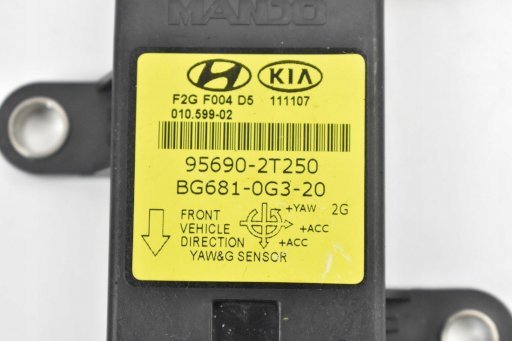 MANDO
HYUNDAI KIA
F2G F004 D5 111107
010.599-02
95690-2T250
BG681-0G3-20
+YAW 2G
FRONT
VEHICLE +ACC
DIRECTION +ACC
YAW&G SENSOR